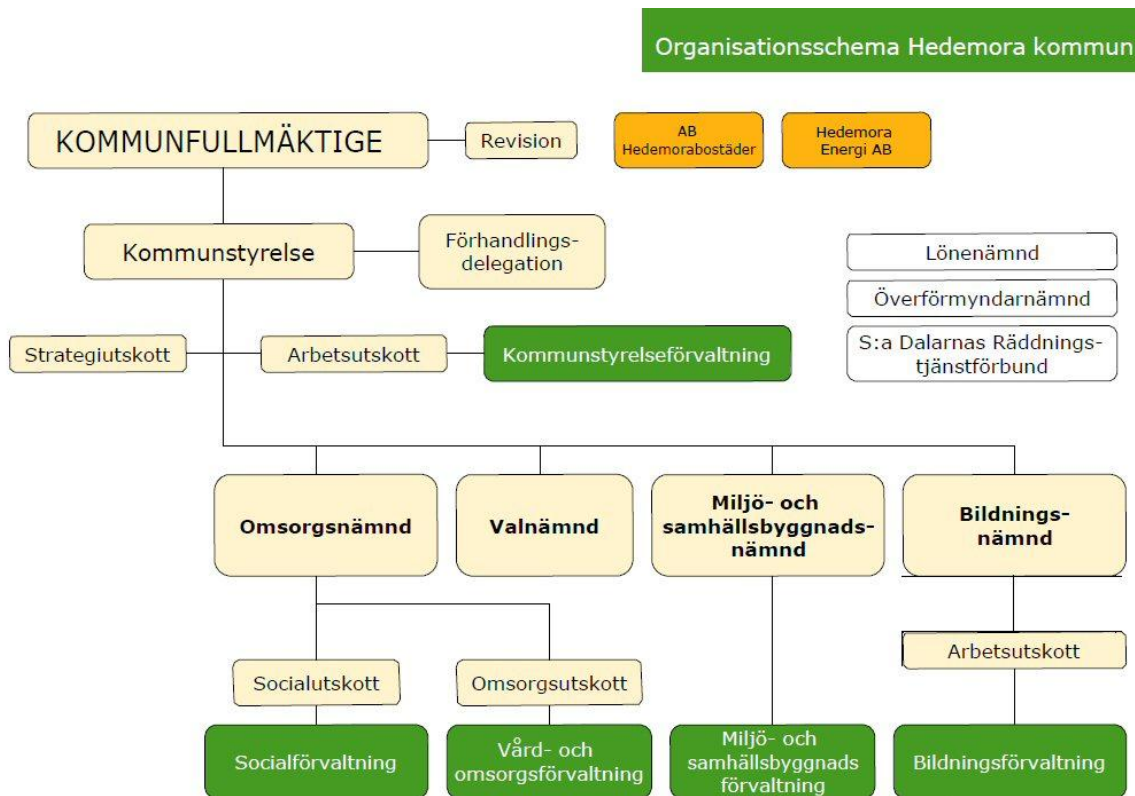 Organisationsschema Hedemora kommun
KOMMUNFULLMÄKTIGE
Revision
AB
Hedemorabostäder
Hedemora
Energi AB
Kommunstyrelse
Förhandlings-
delegation
Lönenämnd
Överförmyndarnämnd
S:a Dalarnas Räddnings-
tjänstförbund
Strategiutskott
Arbetsutskott
Kommunstyrelseförvaltning
Omsorgsnämnd
Valnämnd
Miljö- och
samhällsbyggnads-
nämnd
Bildnings-
nämnd
Socialutskott
Omsorgsutskott
Arbetsutskott
Socialförvaltning
Vård- och
omsorgsförvaltning
Miljö- och
samhällsbyggnads
förvaltning
Bildningsförvaltning